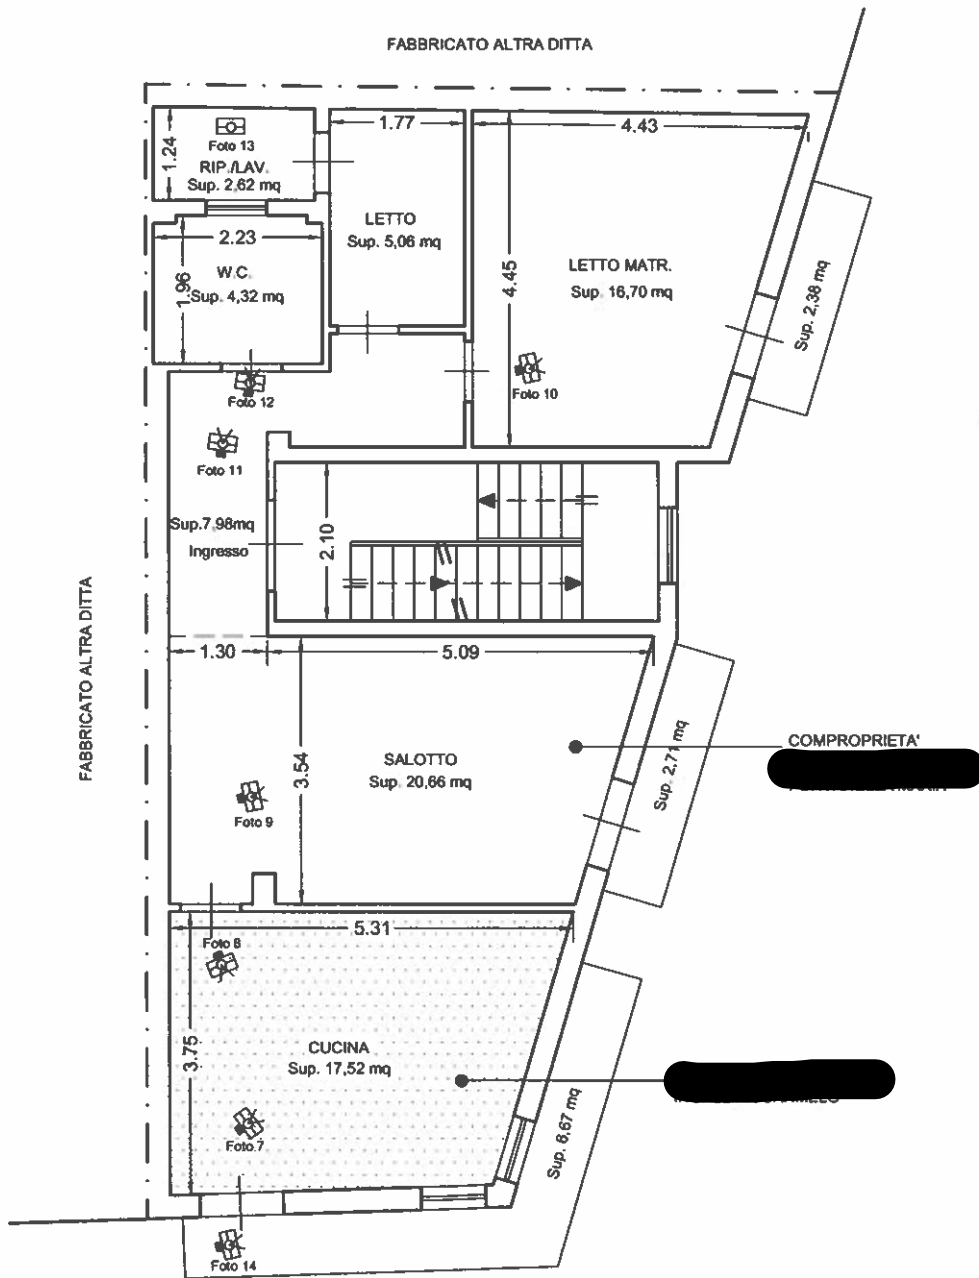 FABBRICATO ALTRA DITTA
1.77
4.43
1.24
Foto 13
RIP./LAV.
Sup. 2,62 mq
LETTO
Sup. 5,06 mq
2.23
W.C.
Sup. 4,32 mq
1.96
4.45
LETTO MATR.
Sup. 16,70 mq
Sup. 2,38 mq
Foto 10
Foto 12
Foto 11
Sup.7,98mq
Ingresso
2.10
FABBRICATO ALTRA DITTA
1.30
5.09
3.54
SALOTTO
Sup. 20,66 mq
Sup. 2,71 mq
COMPROPRIETA'
Foto 9
5.31
Foto 8
3.75
CUCINA
Sup. 17,52 mq
Foto 7
Sup. 8,67 mq
Foto 14